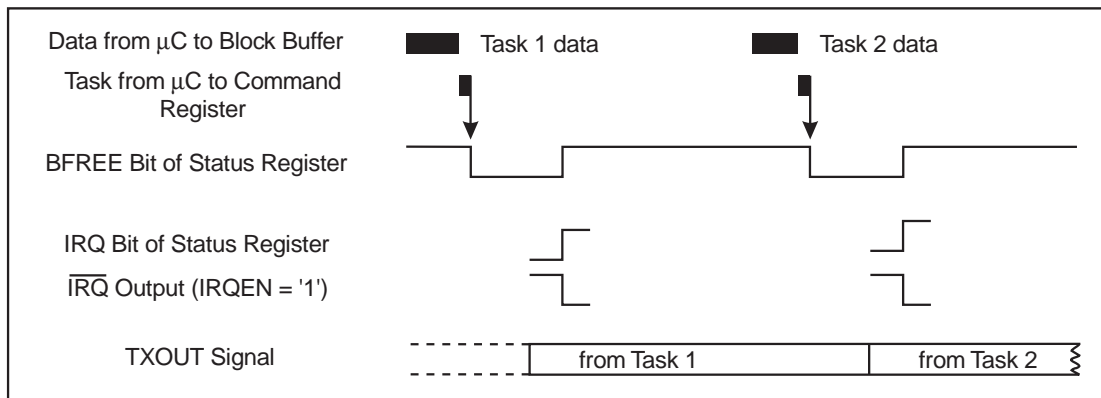 Data from μC to Block Buffer
Task 1 data
Task 2 data
Task from μC to Command
Register
BFREE Bit of Status Register
IRQ Bit of Status Register
IRQ Output (IRQEN = '1')
TXOUT Signal
from Task 1
from Task 2